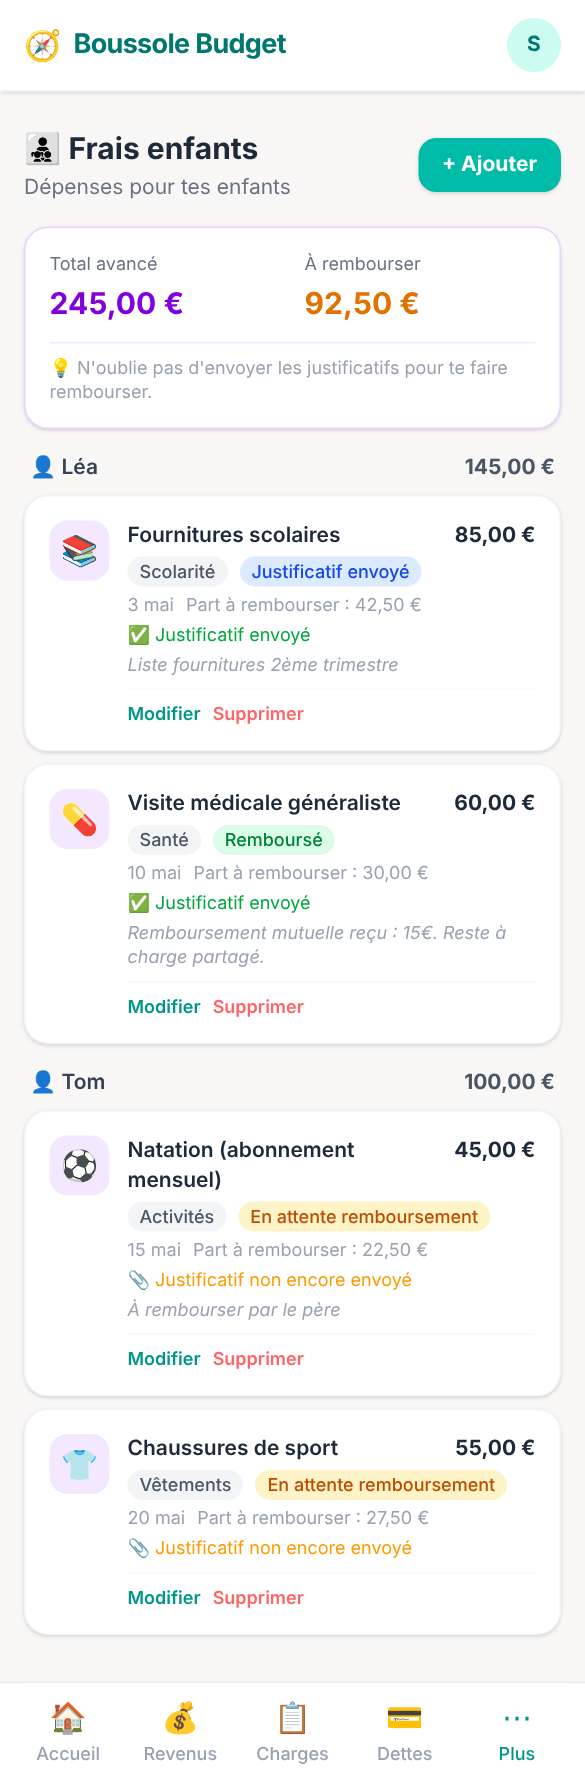 Boussole Budget
S
Frais enfants
Dépenses pour tes enfants
+ Ajouter
Total avancé
À rembourser
245,00 €
92,50 €
💡 N'oublie pas d'envoyer les justificatifs pour te faire
rembourser.
👤 Léa
145,00 €
Fournitures scolaires
85,00 €
Scolarité
Justificatif envoyé
3 mai Part à rembourser : 42,50 €
✅ Justificatif envoyé
Liste fournitures 2ème trimestre
Modifier Supprimer
Visite médicale généraliste
60,00 €
Santé
Remboursé
10 mai Part à rembourser : 30,00 €
✅ Justificatif envoyé
Remboursement mutuelle reçu : 15€. Reste à
charge partagé.
Modifier Supprimer
👤 Tom
100,00 €
Natation (abonnement
mensuel)
45,00 €
Activités
En attente remboursement
15 mai Part à rembourser : 22,50 €
📎 Justificatif non encore envoyé
À rembourser par le père
Modifier Supprimer
Chaussures de sport
55,00 €
Vêtements
En attente remboursement
20 mai Part à rembourser : 27,50 €
📎 Justificatif non encore envoyé
Modifier Supprimer
Accueil
Revenus
Charges
Dettes
Plus